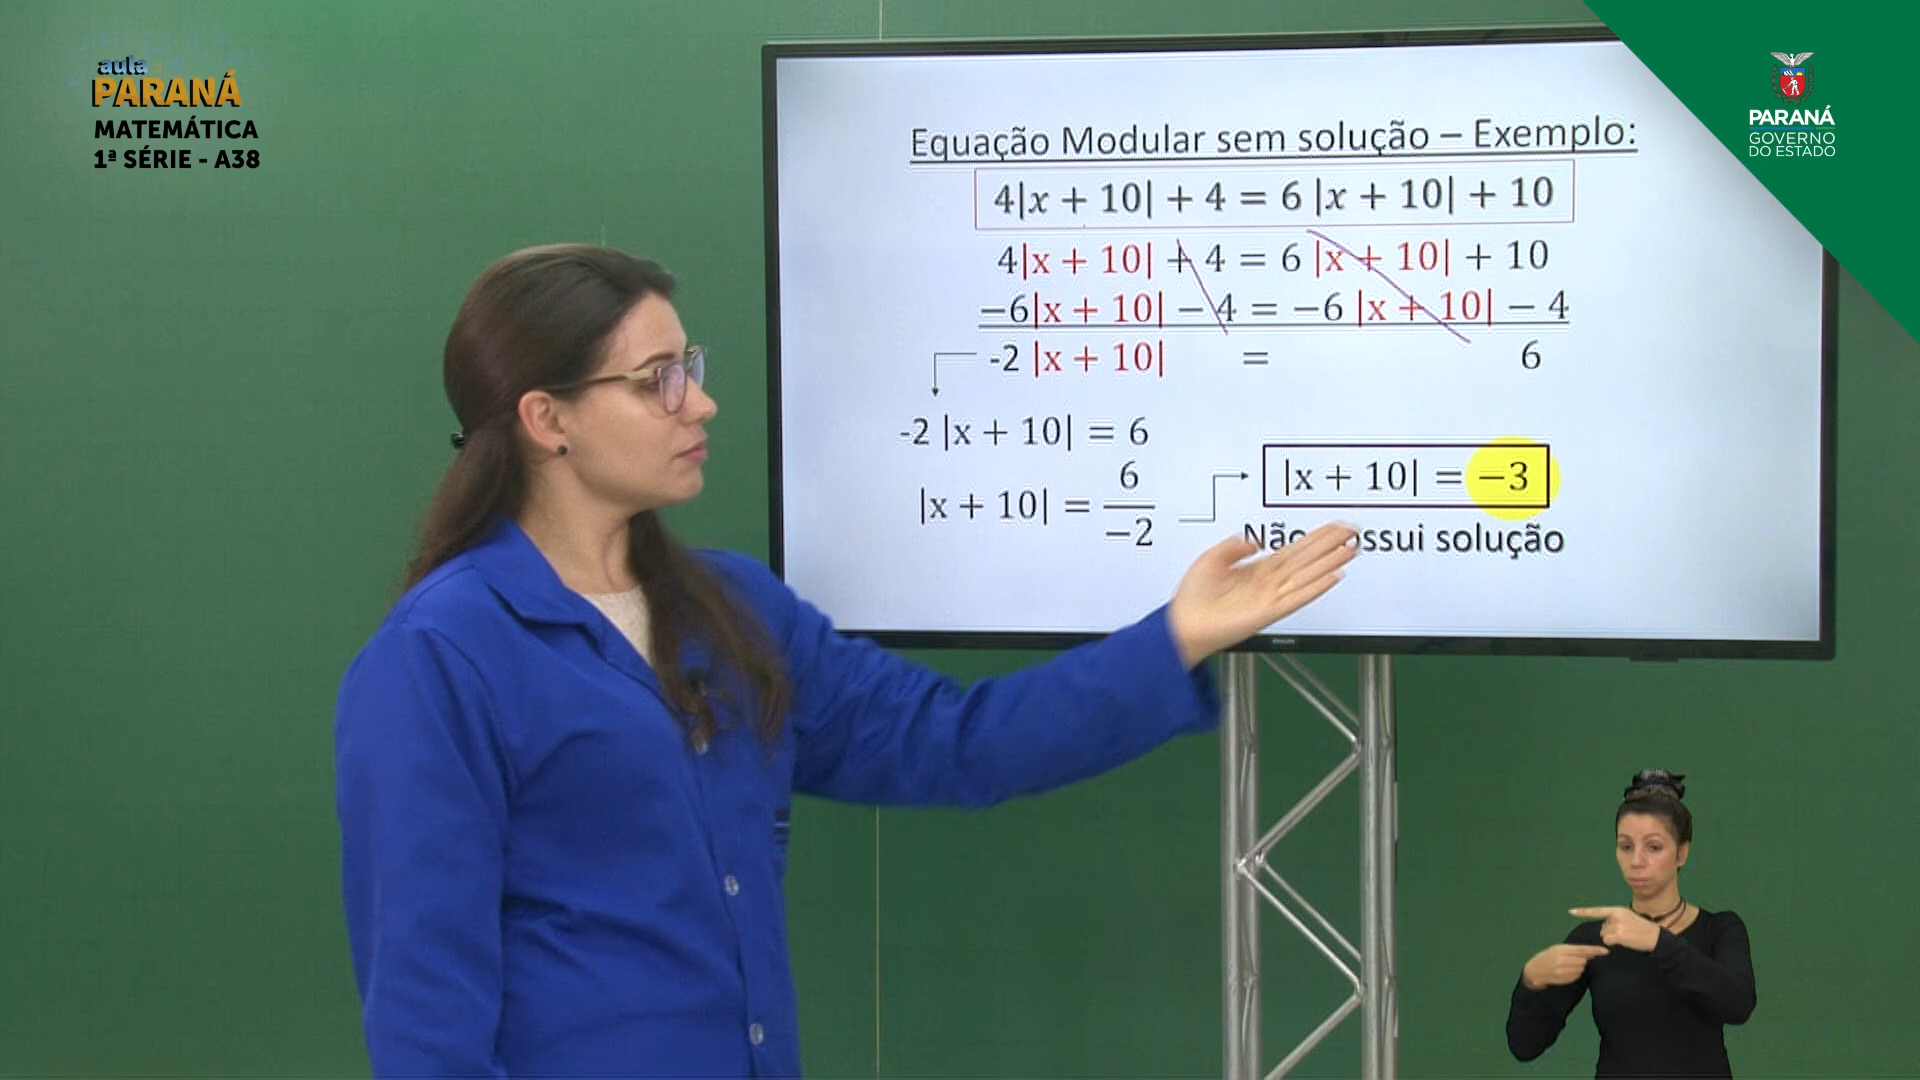 aula
PARANÁ
MATEMÁTICA
1ª SÉRIE - A38
PARANÁ
GOVERNO
DO ESTADO
Equação Modular sem solução – Exemplo:
4|x + 10| + 4 = 6 |x + 10| + 10
4|x + 10| + 4 = 6 |x + 10| + 10
−6|x + 10| − 4 = −6 |x + 10| − 4
-2 |x + 10| = 6
-2 |x + 10| = 6
|x + 10| = 6/−2
|x + 10| = −3
solução